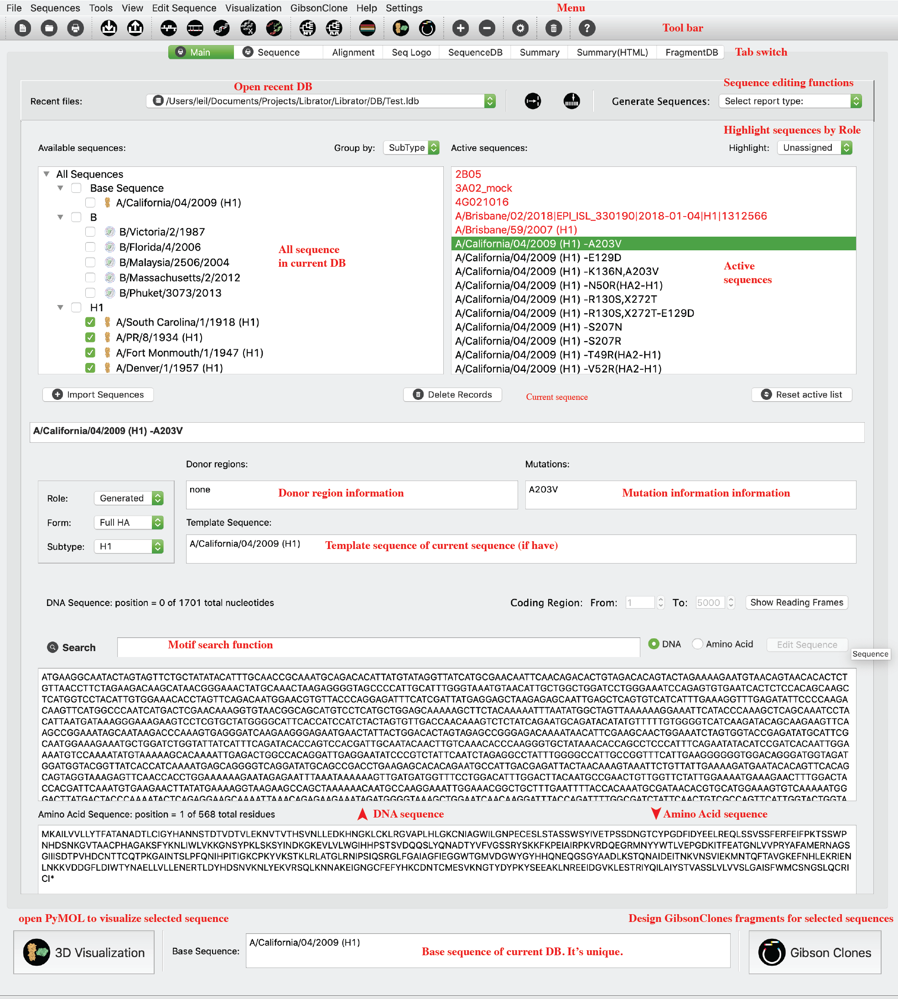 File Sequences Tools View Edit Sequence Visualization GibsonClone Help Settings Menu
NT AA ? Tool bar
Main Sequence Alignment Seq Logo SequenceDB Summary Summary(HTML) FragmentDB Tab switch
Open recent DB Sequence editing functions
Recent files: /Users/leil/Documents/Projects/Librator/Librator/DB/Test.ldb Generate Sequences: Select report type:
Highlight sequences by Role
Available sequences: Group by: SubType Active sequences: Highlight: Unassigned
All Sequences
Base Sequence
A/California/04/2009 (H1)
B
B/Victoria/2/1987
B/Florida/4/2006
B/Malaysia/2506/2004
B/Massachusetts/2/2012
B/Phuket/3073/2013
H1
A/South Carolina/1/1918 (H1)
A/PR/8/1934 (H1)
A/Fort Monmouth/1/1947 (H1)
A/Denver/1/1957 (H1)
All sequence
in current DB
2B05
3A02_mock
4G021016
A/Brisbane/02/2018|EPI_ISL_330190|2018-01-04|H1|1312566
A/Brisbane/59/2007 (H1)
A/California/04/2009 (H1) -A203V
A/California/04/2009 (H1) -E129D
A/California/04/2009 (H1) -K136N,A203V
A/California/04/2009 (H1) -N50R(HA2-H1)
A/California/04/2009 (H1) -R130S,X272T
A/California/04/2009 (H1) -R130S,X272T-E129D
A/California/04/2009 (H1) -S207N
A/California/04/2009 (H1) -S207R
A/California/04/2009 (H1) -T49R(HA2-H1)
A/California/04/2009 (H1) -V52R(HA2-H1)
Active
sequences
Import Sequences Delete Records Current sequence Reset active list
A/California/04/2009 (H1) -A203V
Donor regions: Mutations:
none Donor region information A203V Mutation information information
Role: Generated
Form: Full HA
Subtype: H1
Template Sequence:
A/California/04/2009 (H1) Template sequence of current sequence (if have)
DNA Sequence: position = 0 of 1701 total nucleotides Coding Region: From: 1 To: 5000 Show Reading Frames
Search Motif search function DNA Amino Acid Edit Sequence
Sequence
ATGAAGGCAATACTAGTAGTTCTGCTATATACATTTGCAACCGCAAATGCAGACACATTATGTATAGGTTATCATGCGAACAATTCAACAGACACTGTAGACACAGTACTAGAAAAGAATGTAACAGTAACACACTCT
GTTAACCTTCTAGAAGACAAGCATAACGGGAAACTATGCAAACTAAGAGGGGTAGCCCCATTGCATTTGGGTAAATGTAACATTGCTGGCTGGATCCTGGGAAATCCAGAGTGTGAATCACTCTCCACAGCAAGC
TCATGGTCCTACATTGTGGAAACACCTAGTTCAGACAATGGAACGTGTTACCCAGGAGATTTCATCGATTATGAGGAGCTAAGAGAGCAATTGAGCTCAGTGTCATCATTTGAAAGGTTTGAGATATTCCCCAAGA
CAAGTTCATGGCCCAATCATGACTCGAACAAAGGTGTAACGGCAGCATGTCCTCATGCTGGAGCAAAAAGCTTCTACAAAAATTTAATATGGCTAGTTAAAAAAGGAAATTCATACCCAAAGCTCAGCAAATCCTA
CATTAATGATAAAGGGAAAGAAGTCCTCGTGCTATGGGGCATTCACCATCCATCTACTAGTGTTGACCAACAAAGTCTCTATCAGAATGCAGATACATATGTTTTTGTGGGGTCATCAAGATACAGCAAGAAGTTCA
AGCCGGAAATAGCAATAAGACCCAAAGTGAGGGATCAAGAAGGGAGAATGAACTATTACTGGACACTAGTAGAGCCGGGAGACAAAATAACATTCGAAGCAACTGGAAATCTAGTGGTACCGAGATATGCATTCG
CAATGGAAAGAAATGCTGGATCTGGTATTATCATTTCAGATACACCAGTCCACGATTGCAATACAACTTGTCAAACACCCAAGGGTGCTATAAACACCAGCCTCCCATTTCAGAATATACATCCGATCACAATTGGA
AAATGTCCAAAATATGTAAAAAGCACAAAATTGAGACTGGCCACAGGATTGAGGAATATCCCGTCTATTCAATCTAGAGGCCTATTTGGGGCCATTGCCGGTTTCATTGAAGGGGGGTGGACAGGGATGGTAGAT
GGATGGTACGGTTATCACCATCAAAATGAGCAGGGGTCAGGATATGCAGCCGACCTGAAGAGCACACAGAATGCCATTGACGAGATTACTAACAAAGTAAATTCTGTTATTGAAAAGATGAATACACAGTTCACAG
CAGTAGGTAAAGAGTTCAACCACCTGGAAAAAAGAATAGAGAATTTAAATAAAAAAGTTGATGATGGTTTCCTGGACATTTGGACTTACAATGCCGAACTGTTGGTTCTATTGGAAAATGAAAGAACTTTGGACTA
CCACGATTCAAATGTGAAGAACTTATATGAAAAGGTAAGAAGCCAGCTAAAAAACAATGCCAAGGAAATTGGAAACGGCTGCTTTGAATTTTACCACAAATGCGATAACACGTGCATGGAAAGTGTCAAAAATGG
GACTTATGACTACCCAAAATACTCAGAGGAAGCAAAATTAAACAGAGAAGAAATAGATGGGGTAAAGCTGGAATCAACAAGGATTTACCAGATTTTGGCGATCTATTCAACTGTCGCCAGTTCATTGGTACTGGTA
Amino Acid Sequence: position = 1 of 568 total residues DNA sequence Amino Acid sequence
MKAILVVLLYTFATANADTLCIGYHANNSTDTVDTVLEKNVTVTHSVNLLEDKHNGKLCKLRGVAPLHLGKCNIAGWILGNPECESLSTASSWSYIVETPSSDNGTCYPGDFIDYEELREQLSSVSSFERFEIFPKTSSWP
NHDSNKGVTAACPHAGAKSFYKNLIWLVKKGNSYPKLSKSYINDKGKEVLVLWGIHHPSTSVDQQSLYQNADTYVFVGSSRYSKKFKPEIAIRPKVRDQEGRMNYYWTLVEPGDKITFEATGNLVVPRYAFAMERNAGS
GIIISDTPVHDCNTTCQTPKGAINTSLPFQNIHPITIGKCPKYVKSTKLRLATGLRNIPSIQSRGLFGAIAGFIEGGWTGMVDGWYGYHHQNEQGSGYAADLKSTQNAIDEITNKVNSVIEKMNTQFTAVGKEFNHLEKRIEN
LNKKVDDGFLDIWTYNAELLVLLENERTLDYHDSNVKNLYEKVRSQLKNNAKEIGNGCFEFYHKCDNTCMESVKNGTYDYPKYSEEAKLNREEIDGVKLESTRIYQILAIYSTVASSLVLVVSLGAISFWMCSNGSLQCRI
CI*
open PyMOL to visualize selected sequence Design GibsonClones fragments for selected sequences
3D Visualization Base Sequence: A/California/04/2009 (H1) Base sequence of current DB. It's unique. Gibson Clones